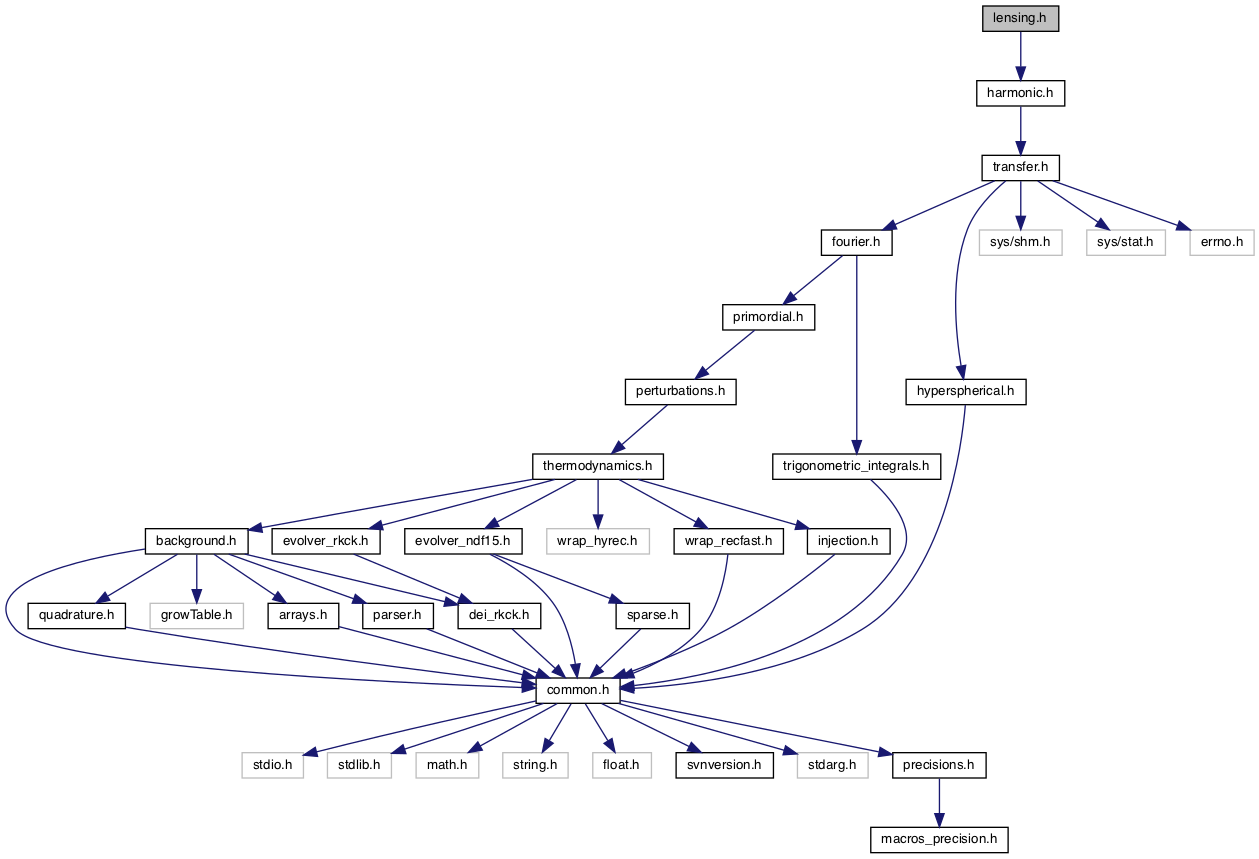 lensing.h
harmonic.h
transfer.h
fourier.h
sys/shm.h
sys/stat.h
errno.h
primordial.h
perturbations.h
hyperspherical.h
thermodynamics.h
trigonometric_integrals.h
background.h
evolver_rkck.h
evolver_ndf15.h
wrap_hyrec.h
wrap_recfast.h
injection.h
quadrature.h
growTable.h
arrays.h
parser.h
dei_rkck.h
sparse.h
common.h
stdio.h
stdlib.h
math.h
string.h
float.h
svnversion.h
stdarg.h
precisions.h
macros_precision.h